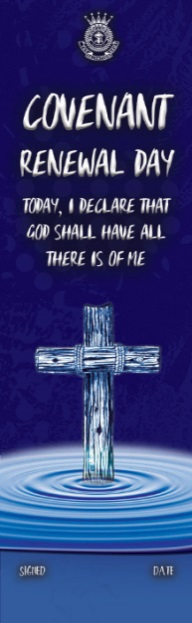 COVENANT
RENEWAL DAY
TODAY, I DECLARE THAT
GOD SHALL HAVE ALL
THERE IS OF ME
SIGNED DATE